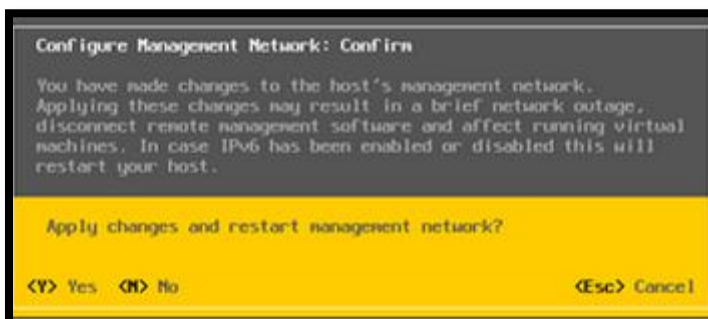 Configure Management Network: Confirm
You have made changes to the host's management network.
Applying these changes may result in a brief network outage,
disconnect remote management software and affect running virtual
machines. In case IPv6 has been enabled or disabled this will
restart your host.
Apply changes and restart management network?
<Y> Yes <N> No <Esc> Cancel